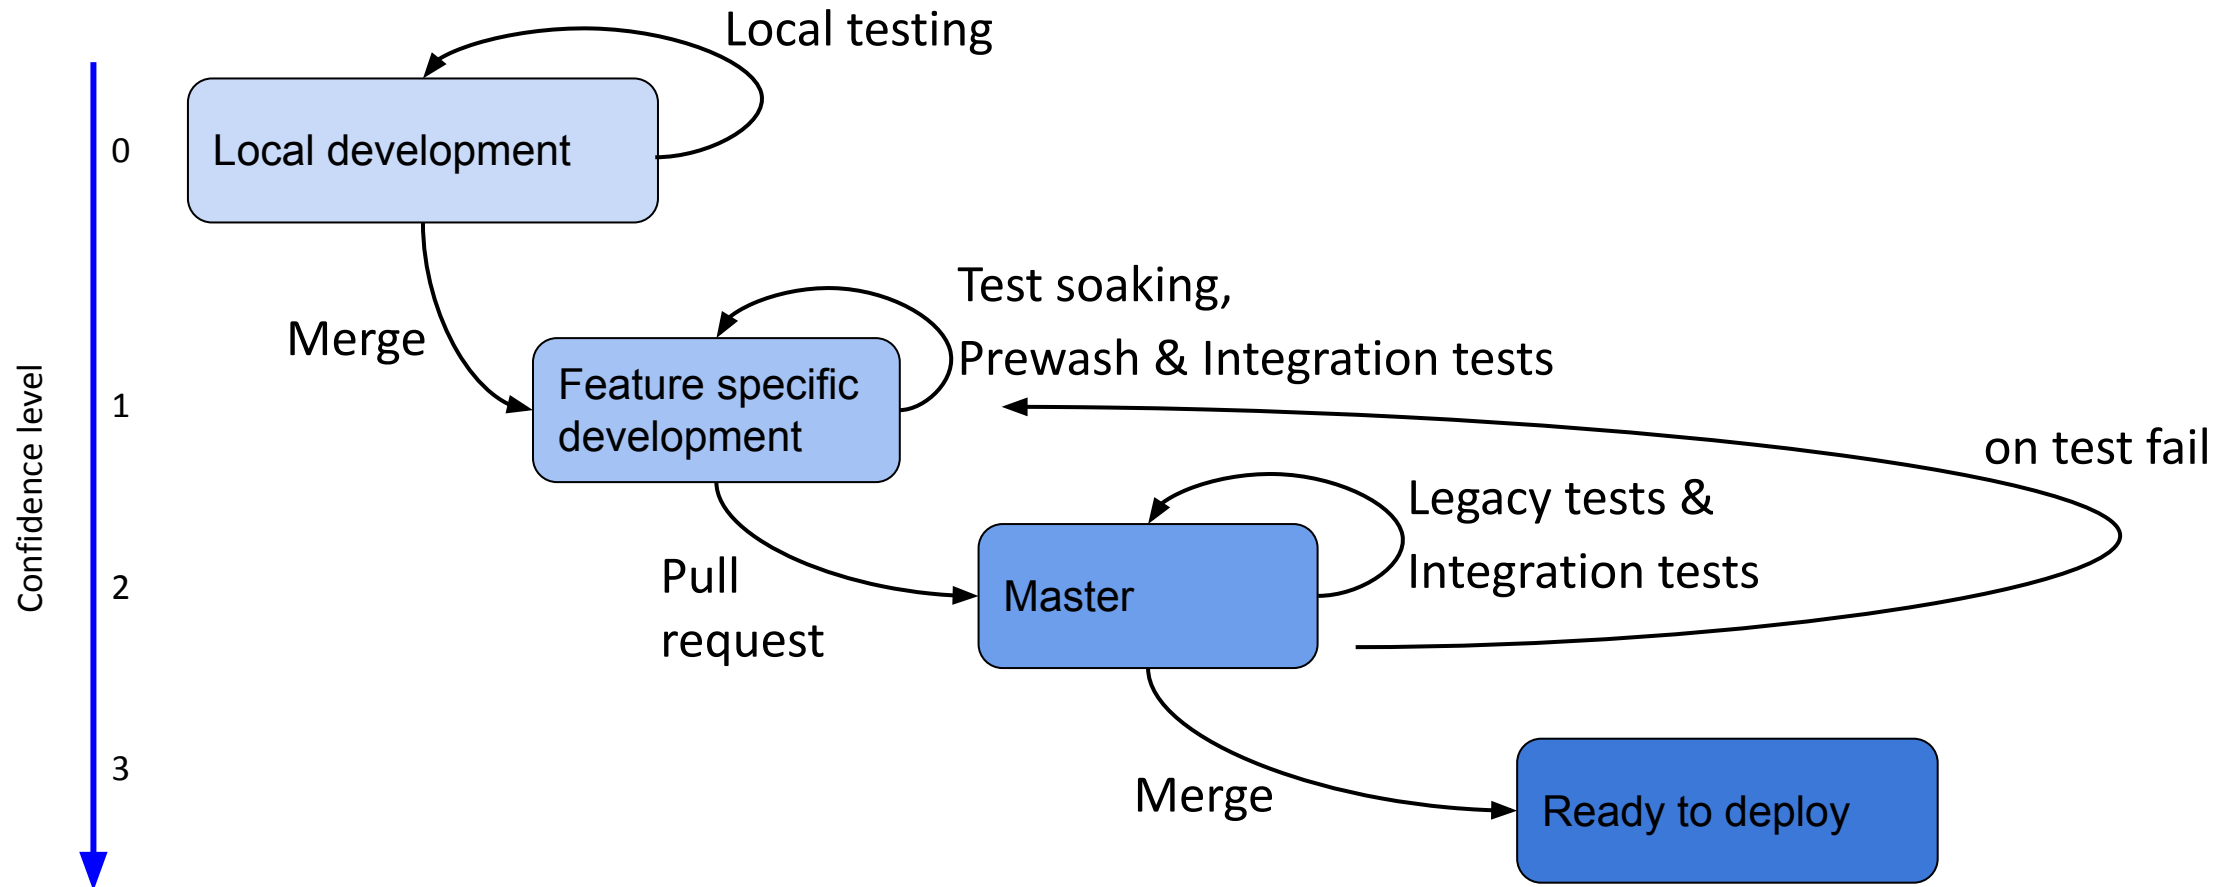 Local testing
0
Local development
Test soaking,
Merge
Prewash & Integration tests
Confidence level
1
Feature specific
development
on test fail
Legacy tests &
Pull
request
2
Master
Integration tests
3
Merge
Ready to deploy